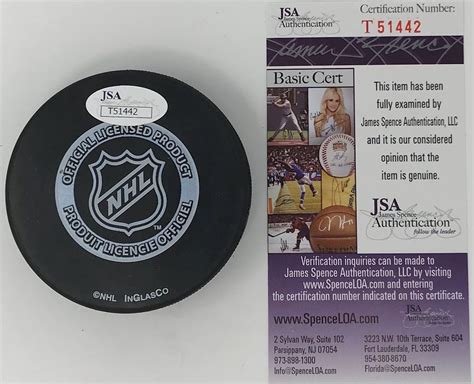 JSA
T51442
OFFICIAL LICENSED PRODUCT
NHL
™
PRODUIT LICENCIE OFFICIEL
©NHL INGLASCO
JSA
Authentication
Certification Number:
T 51442
Basic Cert
This item has been
fully examined by
James Spence Authentication, LLC
and it is our considered
opinion that the
item is genuine.
JSA
James Spence
Authentication
follow the leader
Verification inquiries can be made to
James Spence Authentication, LLC by visiting
www.SpenceLOA.com and entering
the certification number indicated on this certificate.
www.SpenceLOA.com
2 Sylvan Way, Suite 102
Parsippany, NJ 07054
973-898-1300
Info@SpenceLOA.com
3223 N.W. 10th Terrace, Suite 604
Fort Lauderdale, FL 33309
954-380-8670
Florida@SpenceLOA.com